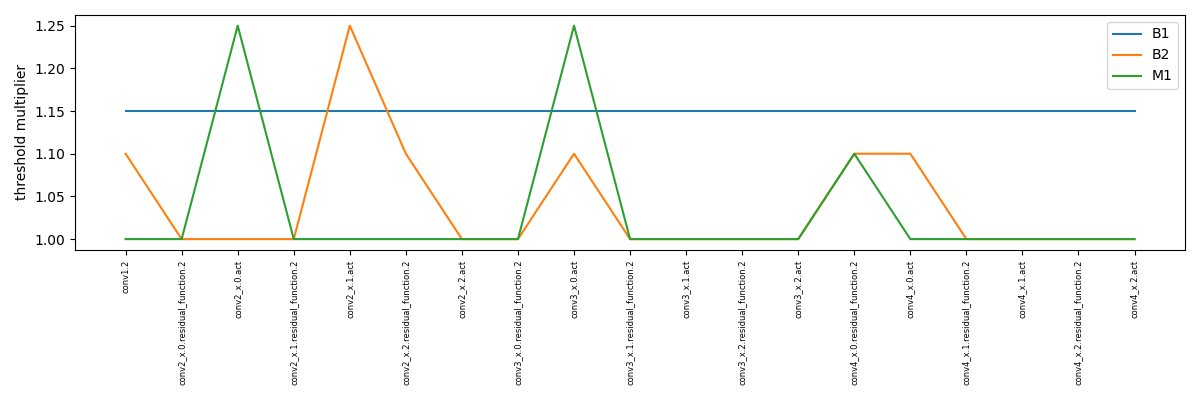 threshold multiplier
1.25
1.20
1.15
1.10
1.05
1.00
B1
B2
M1
conv1.2
conv2_x.0.residual_function.2
conv2_x.0.act
conv2_x.1.residual_function.2
conv2_x.1.act
conv2_x.2.residual_function.2
conv2_x.2.act
conv3_x.0.residual_function.2
conv3_x.0.act
conv3_x.1.residual_function.2
conv3_x.1.act
conv3_x.2.residual_function.2
conv3_x.2.act
conv4_x.0.residual_function.2
conv4_x.0.act
conv4_x.1.residual_function.2
conv4_x.1.act
conv4_x.2.residual_function.2
conv4_x.2.act